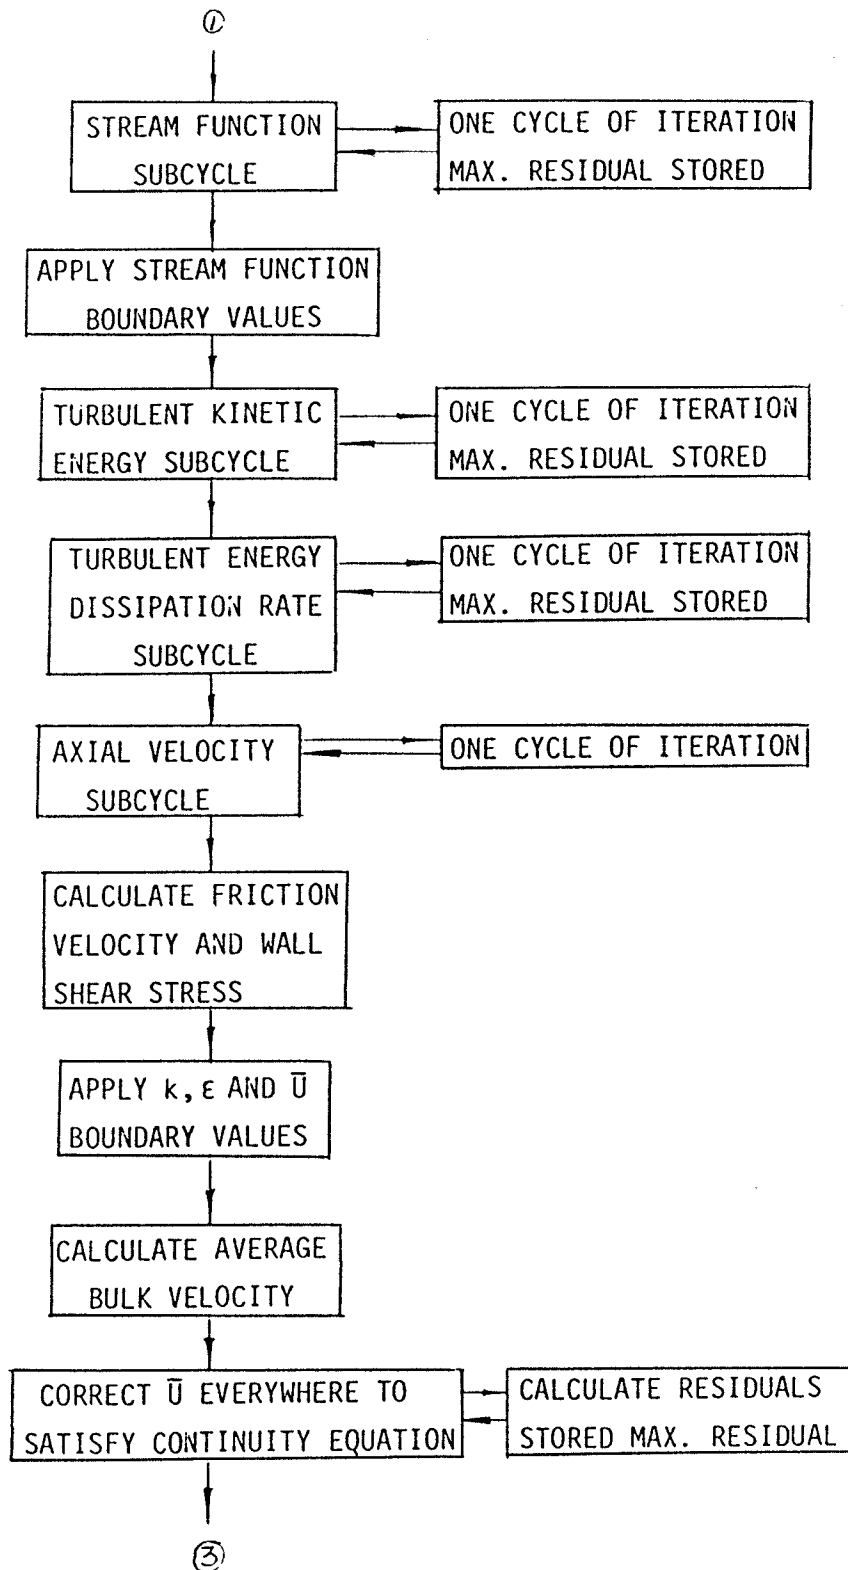 ①
STREAM FUNCTION
SUBCYCLE
ONE CYCLE OF ITERATION
MAX. RESIDUAL STORED
APPLY STREAM FUNCTION
BOUNDARY VALUES
TURBULENT KINETIC
ENERGY SUBCYCLE
ONE CYCLE OF ITERATION
MAX. RESIDUAL STORED
TURBULENT ENERGY
DISSIPATION RATE
SUBCYCLE
ONE CYCLE OF ITERATION
MAX. RESIDUAL STORED
AXIAL VELOCITY
SUBCYCLE
ONE CYCLE OF ITERATION
CALCULATE FRICTION
VELOCITY AND WALL
SHEAR STRESS
APPLY k, ε AND Ū
BOUNDARY VALUES
CALCULATE AVERAGE
BULK VELOCITY
CORRECT Ū EVERYWHERE TO
SATISFY CONTINUITY EQUATION
CALCULATE RESIDUALS
STORED MAX. RESIDUAL
③